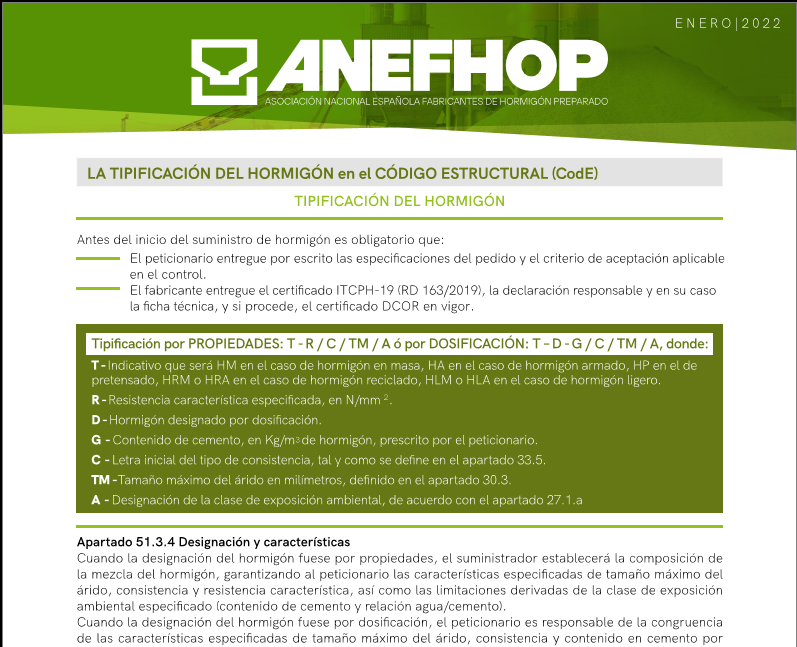 ENERO|2022
ANEFHOP
ASOCIACIÓN NACIONAL ESPAÑOLA FABRICANTES DE HORMIGÓN PREPARADO
LA TIPIFICACIÓN DEL HORMIGÓN en el CÓDIGO ESTRUCTURAL (CodE)
TIPIFICACIÓN DEL HORMIGÓN
Antes del inicio del suministro de hormigón es obligatorio que:
El peticionario entregue por escrito las especificaciones del pedido y el criterio de aceptación aplicable
en el control.
El fabricante entregue el certificado ITCPH-19 (RD 163/2019), la declaración responsable y en su caso
la ficha técnica, y si procede, el certificado DCOR en vigor.
Tipificación por PROPIEDADES: T - R / C / TM / A ó por DOSIFICACIÓN: T – D - G / C / TM / A, donde:
T - Indicativo que será HM en el caso de hormigón en masa, HA en el caso de hormigón armado, HP en el de
pretensado, HRM o HRA en el caso de hormigón reciclado, HLM o HLA en el caso de hormigón ligero.
R - Resistencia característica especificada, en N/mm ².
D - Hormigón designado por dosificación.
G - Contenido de cemento, en Kg/m³ de hormigón, prescrito por el peticionario.
C - Letra inicial del tipo de consistencia, tal y como se define en el apartado 33.5.
TM - Tamaño máximo del árido en milímetros, definido en el apartado 30.3.
A - Designación de la clase de exposición ambiental, de acuerdo con el apartado 27.1.a
Apartado 51.3.4 Designación y características
Cuando la designación del hormigón fuese por propiedades, el suministrador establecerá la composición de
la mezcla del hormigón, garantizando al peticionario las características especificadas de tamaño máximo del
árido, consistencia y resistencia característica, así como las limitaciones derivadas de la clase de exposición
ambiental especificado (contenido de cemento y relación agua/cemento).
Cuando la designación del hormigón fuese por dosificación, el peticionario es responsable de la congruencia
de las características especificadas de tamaño máximo del árido, consistencia y contenido en cemento por